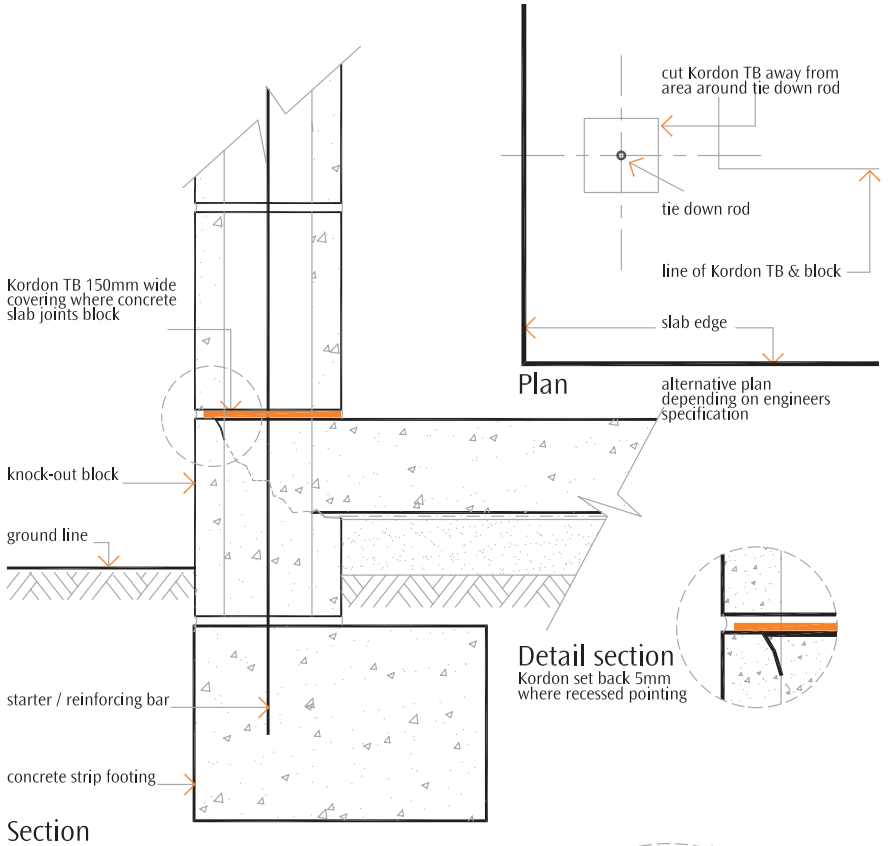 Kordon TB 150mm wide
covering where concrete
slab joints block
knock-out block
ground line
starter / reinforcing bar
concrete strip footing
Section
cut Kordon TB away from
area around tie down rod
tie down rod
line of Kordon TB & block
slab edge
Plan
alternative plan
depending on engineers
specification
Detail section
Kordon set back 5mm
where recessed pointing